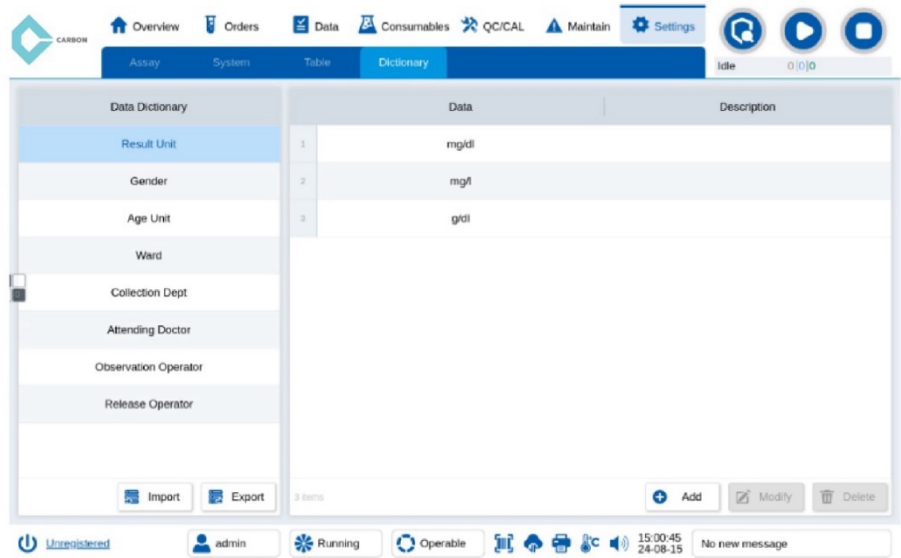 CARBON
Overview Orders Data Consumables QC/CAL Maintain Settings
Assay System Table Dictionary
Idle 0|0|0
Data Dictionary Data Description
Result Unit 1 mg/dl
Gender 2 mg/l
Age Unit 3 g/dl
Ward
Collection Dept
Attending Doctor
Observation Operator
Release Operator
Import Export 3 items Add Modify Delete
Unregistered admin Running Operable °C 15:00:45 24-08-15 No new message